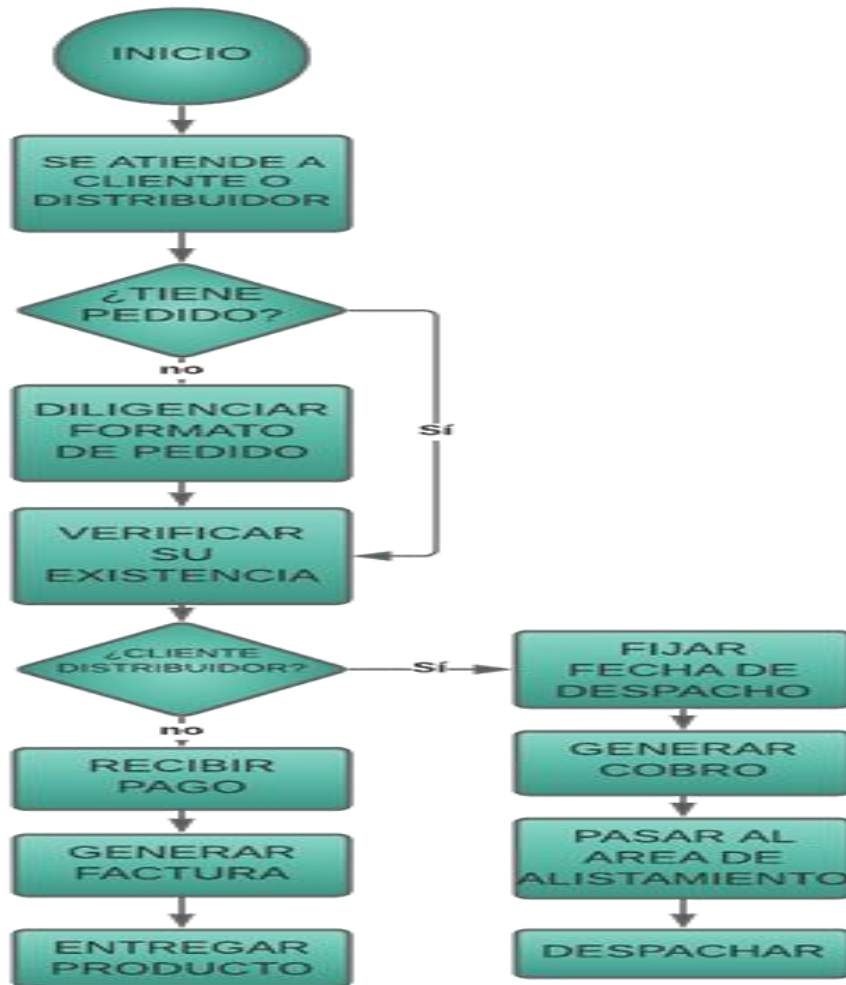 INICIO
SE ATIENDE A
CLIENTE O
DISTRIBUIDOR
¿TIENE
PEDIDO?
no
Sí
DILIGENCIAR
FORMATO
DE PEDIDO
VERIFICAR
SU
EXISTENCIA
¿CLIENTE
DISTRIBUIDOR?
Sí
no
RECIBIR
PAGO
GENERAR
FACTURA
ENTREGAR
PRODUCTO
FIJAR
FECHA DE
DESPACHO
GENERAR
COBRO
PASAR AL
AREA DE
ALISTAMIENTO
DESPACHAR